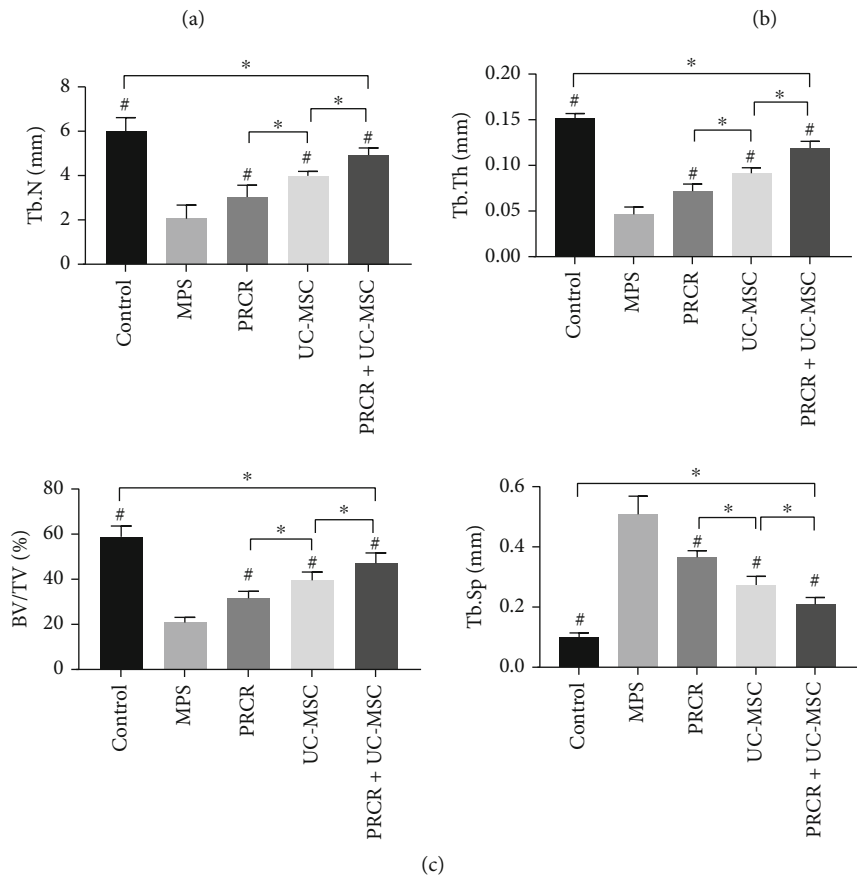 (a)
(b)
Tb.N (mm)
8
6
4
2
0
*
*
*
#
#
#
#
Control
MPS
PRCR
UC-MSC
PRCR + UC-MSC
Tb.Th (mm)
0.20
0.15
0.10
0.05
0.00
*
*
*
#
#
#
#
Control
MPS
PRCR
UC-MSC
PRCR + UC-MSC
BV/TV (%)
80
60
40
20
0
*
*
*
#
#
#
#
Control
MPS
PRCR
UC-MSC
PRCR + UC-MSC
Tb.Sp (mm)
0.6
0.4
0.2
0.0
*
*
*
#
#
#
#
Control
MPS
PRCR
UC-MSC
PRCR + UC-MSC
(c)